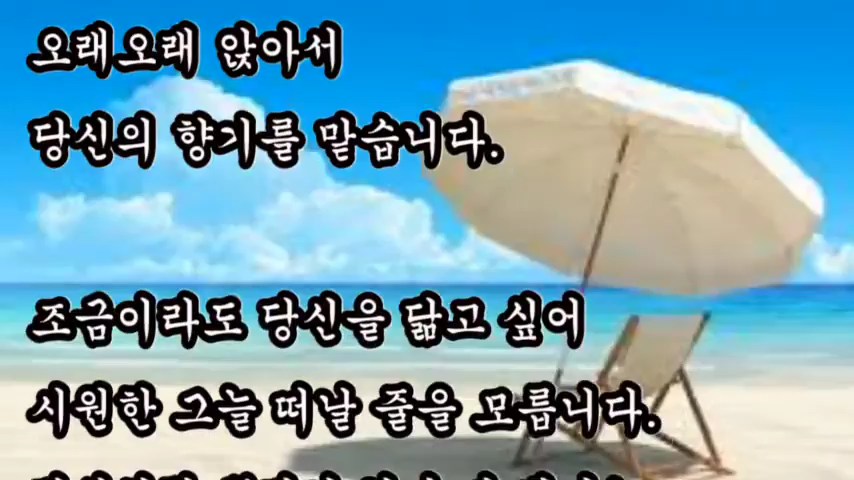 오래오래 앉아서
당신의 향기를 맡습니다.
조금이라도 당신을 닮고 싶어
시원한 그늘 떠날 줄을 모릅니다.